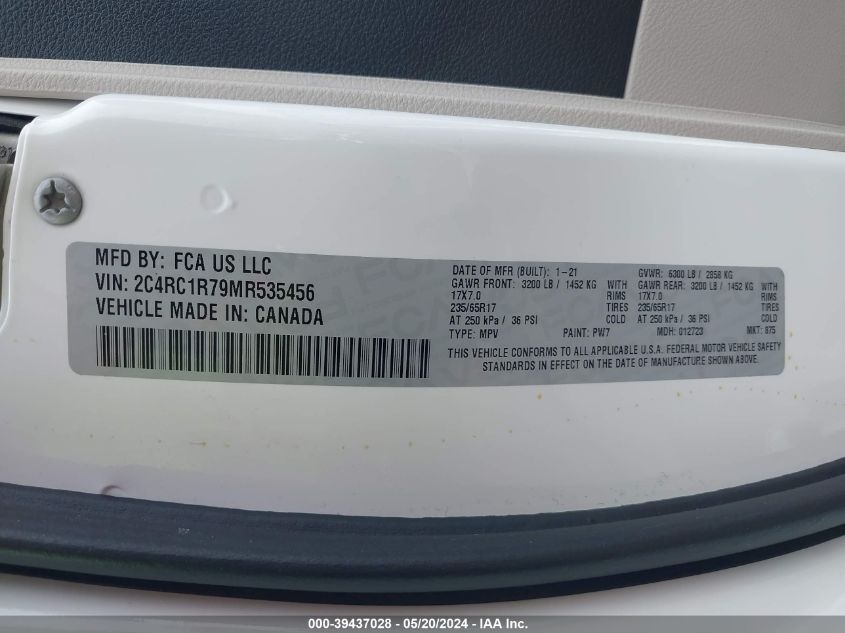 MFD BY: FCA US LLC
VIN: 2C4RC1R79MR535456
VEHICLE MADE IN: CANADA
DATE OF MFR (BUILT): 1-21 GVWR: 6300 LB / 2858 KG
GAWR FRONT: 3200 LB / 1452 KG WITH GAWR REAR: 3200 LB / 1452 KG WITH
17X7.0 RIMS 17X7.0 RIMS
235/65R17 TIRES 235/65R17 TIRES
AT 250 kPa / 36 PSI COLD AT 250 kPa / 36 PSI COLD
TYPE: MPV PAINT: PW7 MDH: 012723 MKT: 875
THIS VEHICLE CONFORMS TO ALL APPLICABLE U.S.A. FEDERAL MOTOR VEHICLE SAFETY
STANDARDS IN EFFECT ON THE DATE OF MANUFACTURE SHOWN ABOVE.
000-39437028 - 05/20/2024 - IAA Inc.